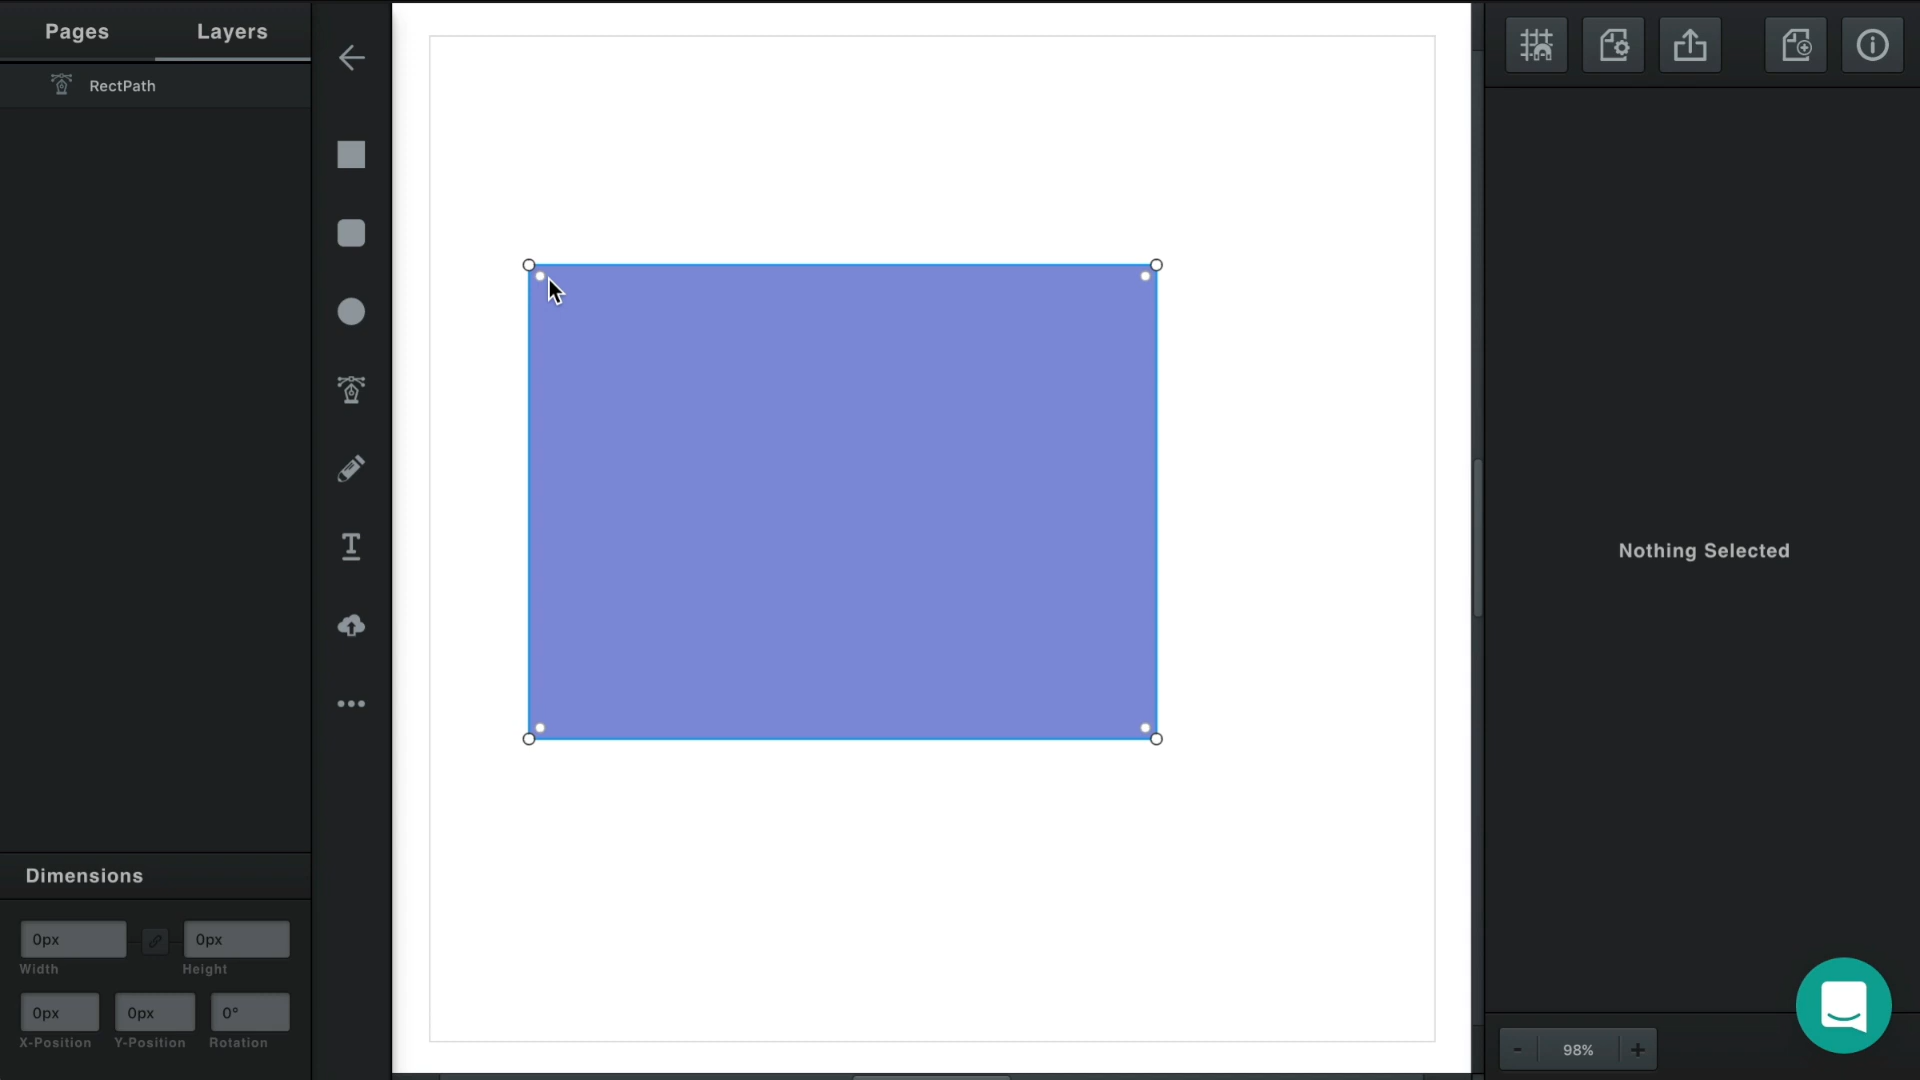 Pages Layers
RectPath
Nothing Selected
Dimensions
0px 0px
Width Height
0px 0px 0°
X-Position Y-Position Rotation
- 98% +